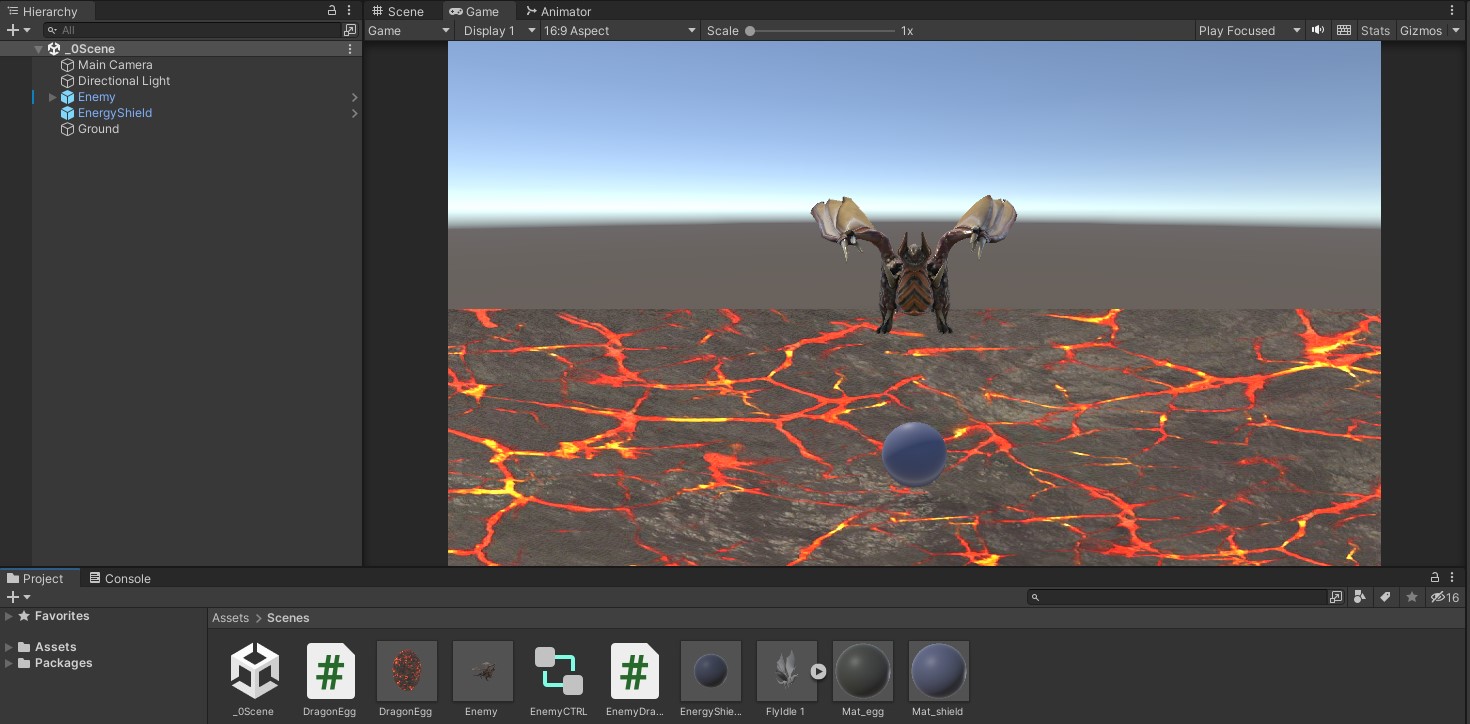 Hierarchy
All
_0Scene
Main Camera
Directional Light
Enemy
EnergyShield
Ground
Scene Game Animator
Game Display 1 16:9 Aspect Scale 1x Play Focused Stats Gizmos
Project Console
16
Favorites
Assets
Packages
Assets > Scenes
_0Scene DragonEgg DragonEgg Enemy EnemyCTRL EnemyDra... EnergyShie... FlyIdle 1 Mat_egg Mat_shield